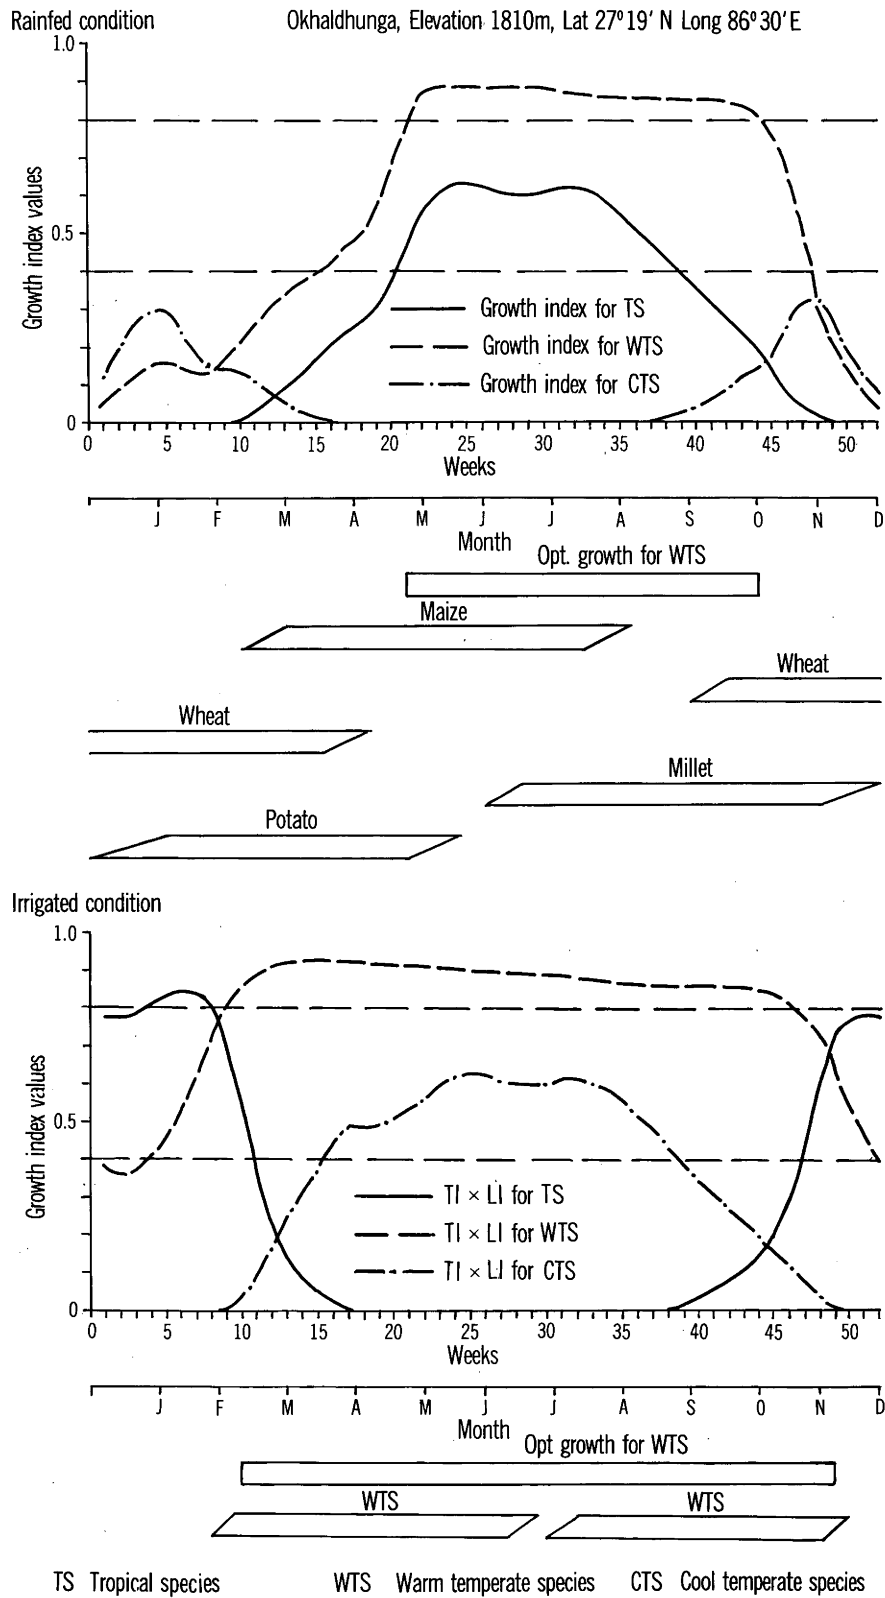 Rainfed condition Okhaldhunga, Elevation 1810m, Lat 27°19' N Long 86°30'E
1.0
0.5
0
Growth index values
Growth index for TS
Growth index for WTS
Growth index for CTS
0 5 10 15 20 25 30 35 40 45 50
Weeks
J F M A M J J A S O N D
Month
Opt. growth for WTS
Maize
Wheat
Wheat
Millet
Potato
Irrigated condition
1.0
0.5
0
Growth index values
TI × LI for TS
TI × LI for WTS
TI × LI for CTS
0 5 10 15 20 25 30 35 40 45 50
Weeks
J F M A M J J A S O N D
Month
Opt growth for WTS
WTS WTS
TS Tropical species WTS Warm temperate species CTS Cool temperate species